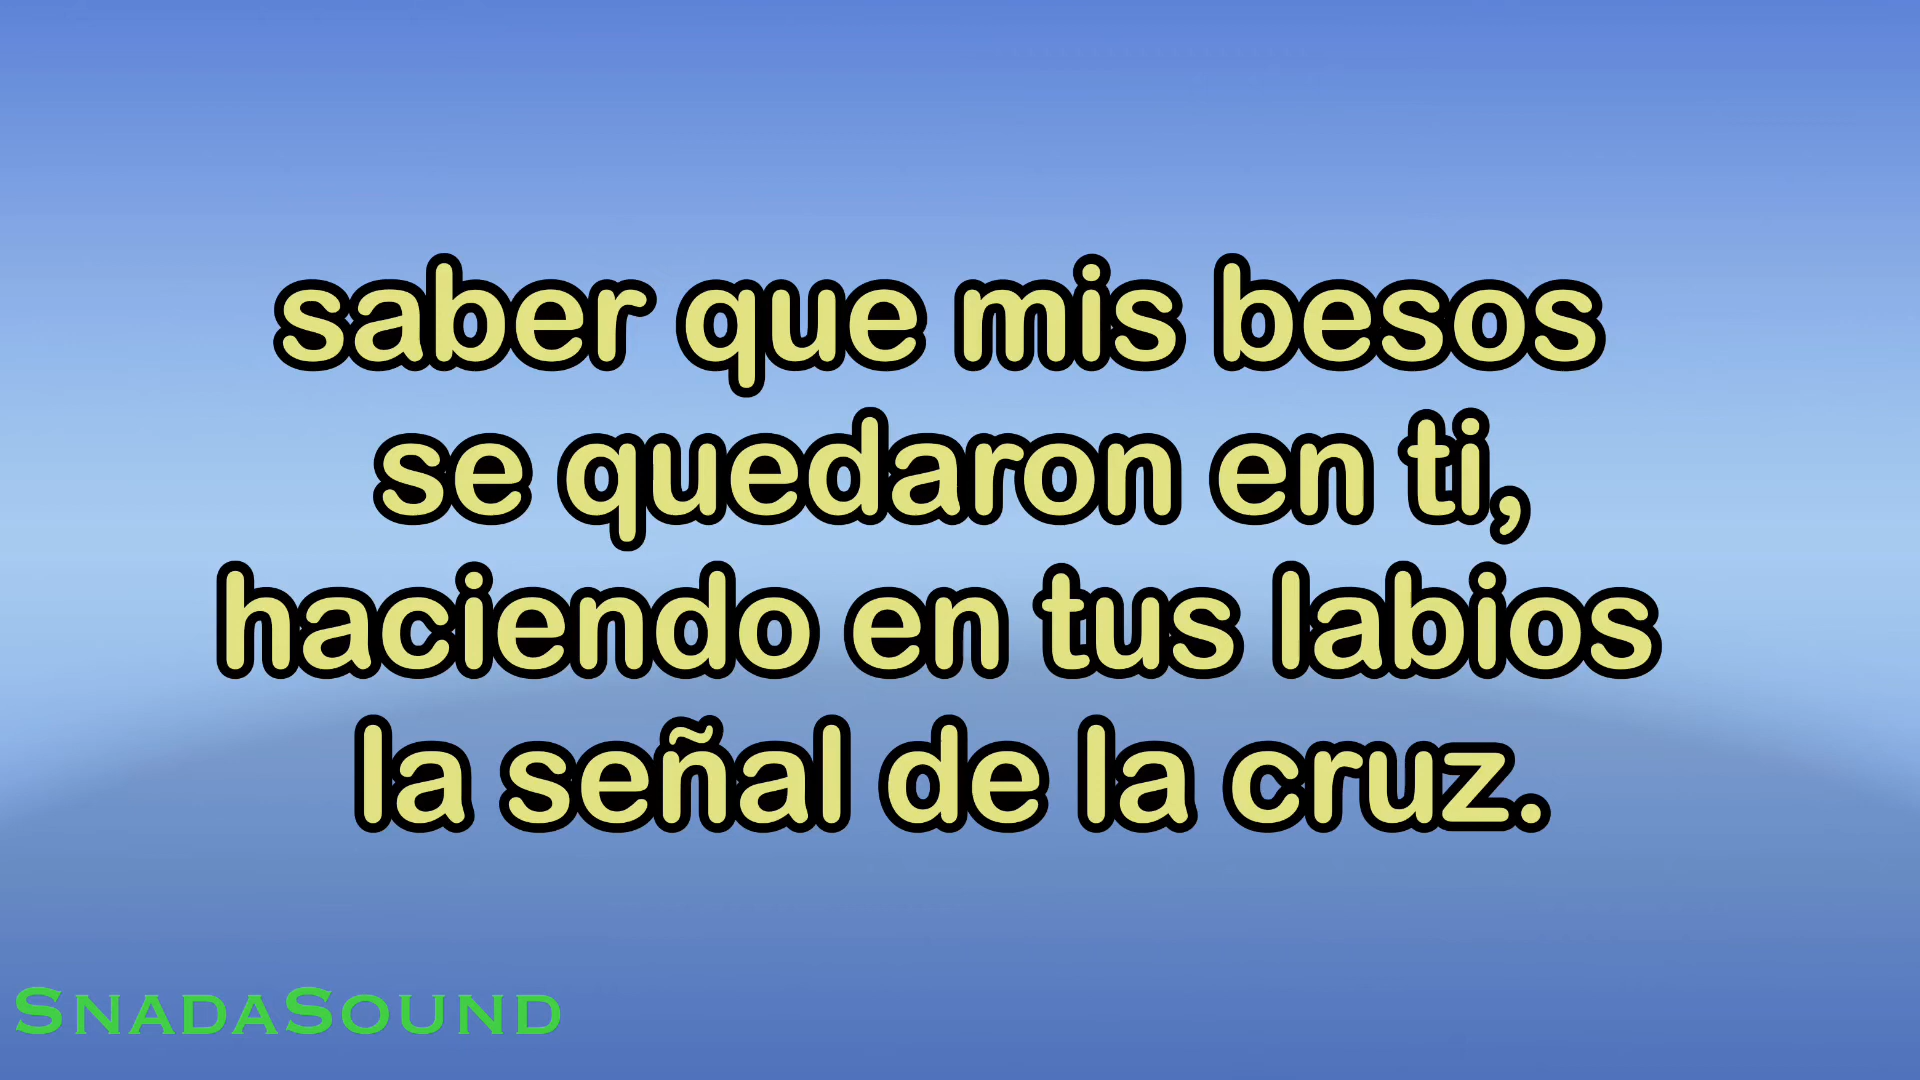 saber que mis besos
se quedaron en ti,
haciendo en tus labios
la señal de la cruz.
SnadaSound